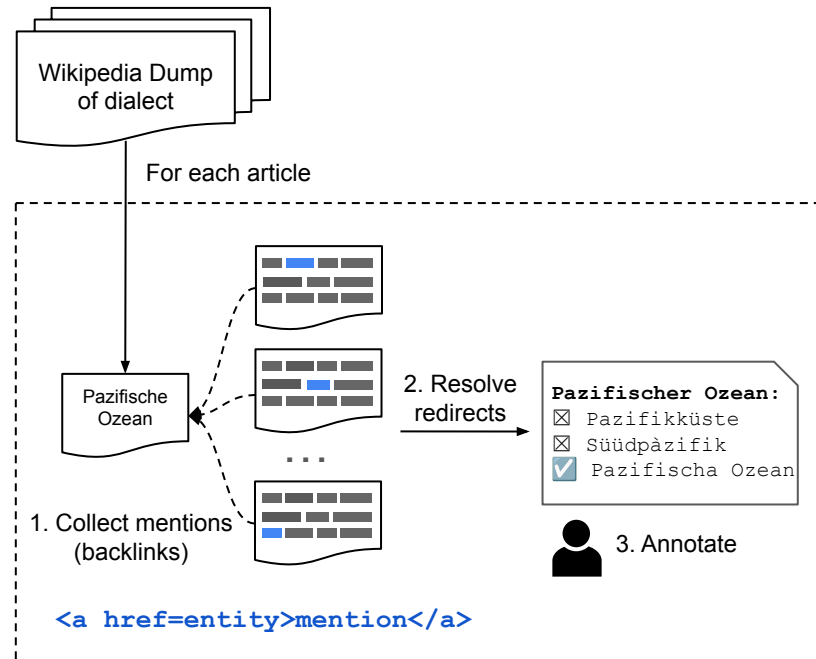 Wikipedia Dump
of dialect
For each article
Pazifische
Ozean
1. Collect mentions
(backlinks)
...
2. Resolve
redirects
Pazifischer Ozean:
☒ Pazifikküste
☒ Süüdpàzifik
☑ Pazifischa Ozean
3. Annotate
<a href=entity>mention</a>